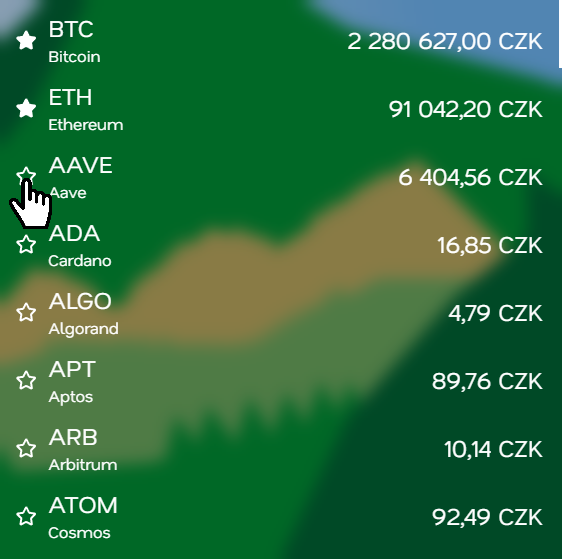 BTC
Bitcoin
2 280 627,00 CZK
ETH
Ethereum
91 042,20 CZK
AAVE
Aave
6 404,56 CZK
ADA
Cardano
16,85 CZK
ALGO
Algorand
4,79 CZK
APT
Aptos
89,76 CZK
ARB
Arbitrum
10,14 CZK
ATOM
Cosmos
92,49 CZK